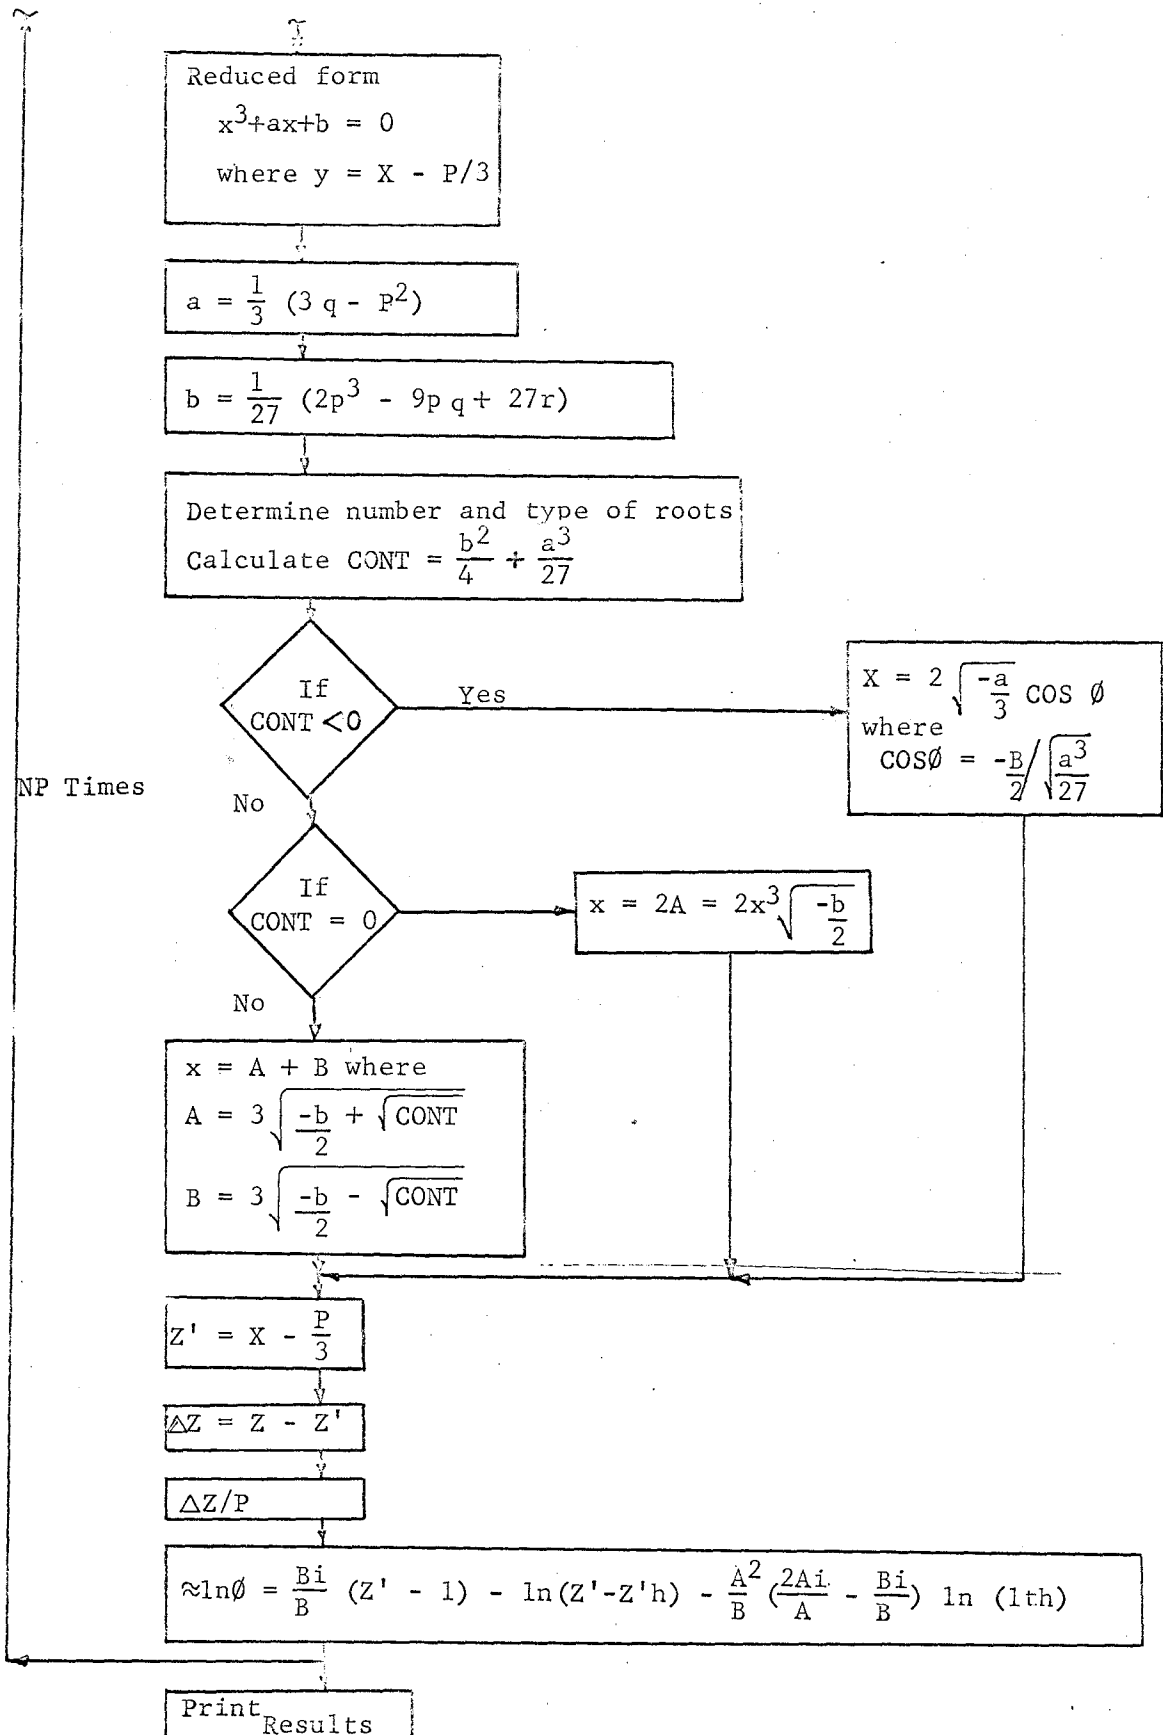 Reduced form
x³+ax+b = 0
where y = X - P/3
a = 1/3 (3 q - P²)
b = 1/27 (2p³ - 9p q + 27r)
Determine number and type of roots
Calculate CONT = b²/4 + a³/27
If
CONT <0
Yes
X = 2 √(-a/3) COS Ø
where
COSØ = -B/2 / √(a³/27)
NP Times
No
If
CONT = 0
x = 2A = 2x³√(-b/2)
No
x = A + B where
A = 3√(-b/2 + √CONT)
B = 3√(-b/2 - √CONT)
Z' = X - P/3
△Z = Z - Z'
△Z/P
≈lnØ = Bi/B (Z' - 1) - ln(Z'-Z'h) - A²/B (2Ai/A - Bi/B) ln (1th)
Print Results